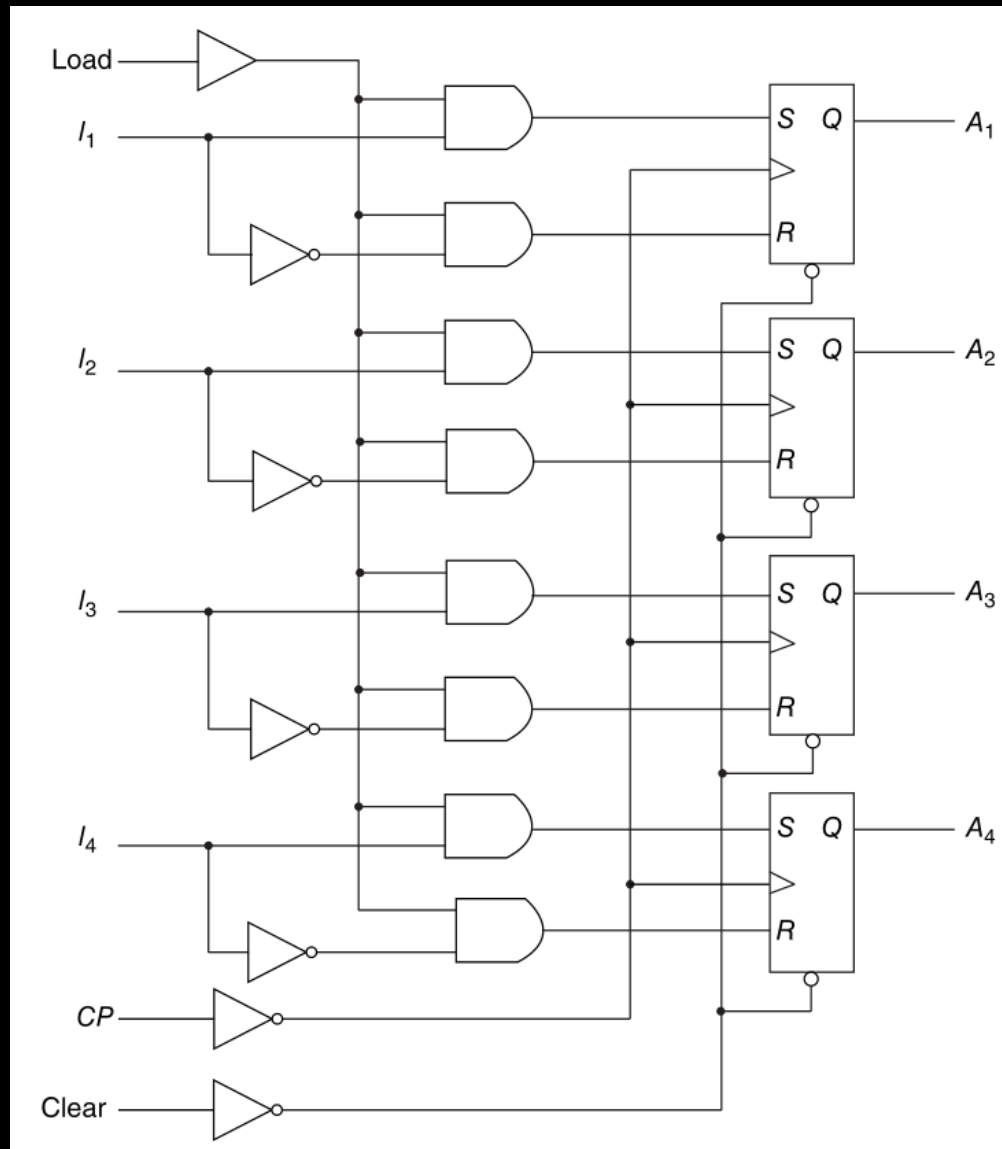 Load
I₁
S Q A₁
R
I₂
S Q A₂
R
I₃
S Q A₃
R
I₄
S Q A₄
R
CP
Clear